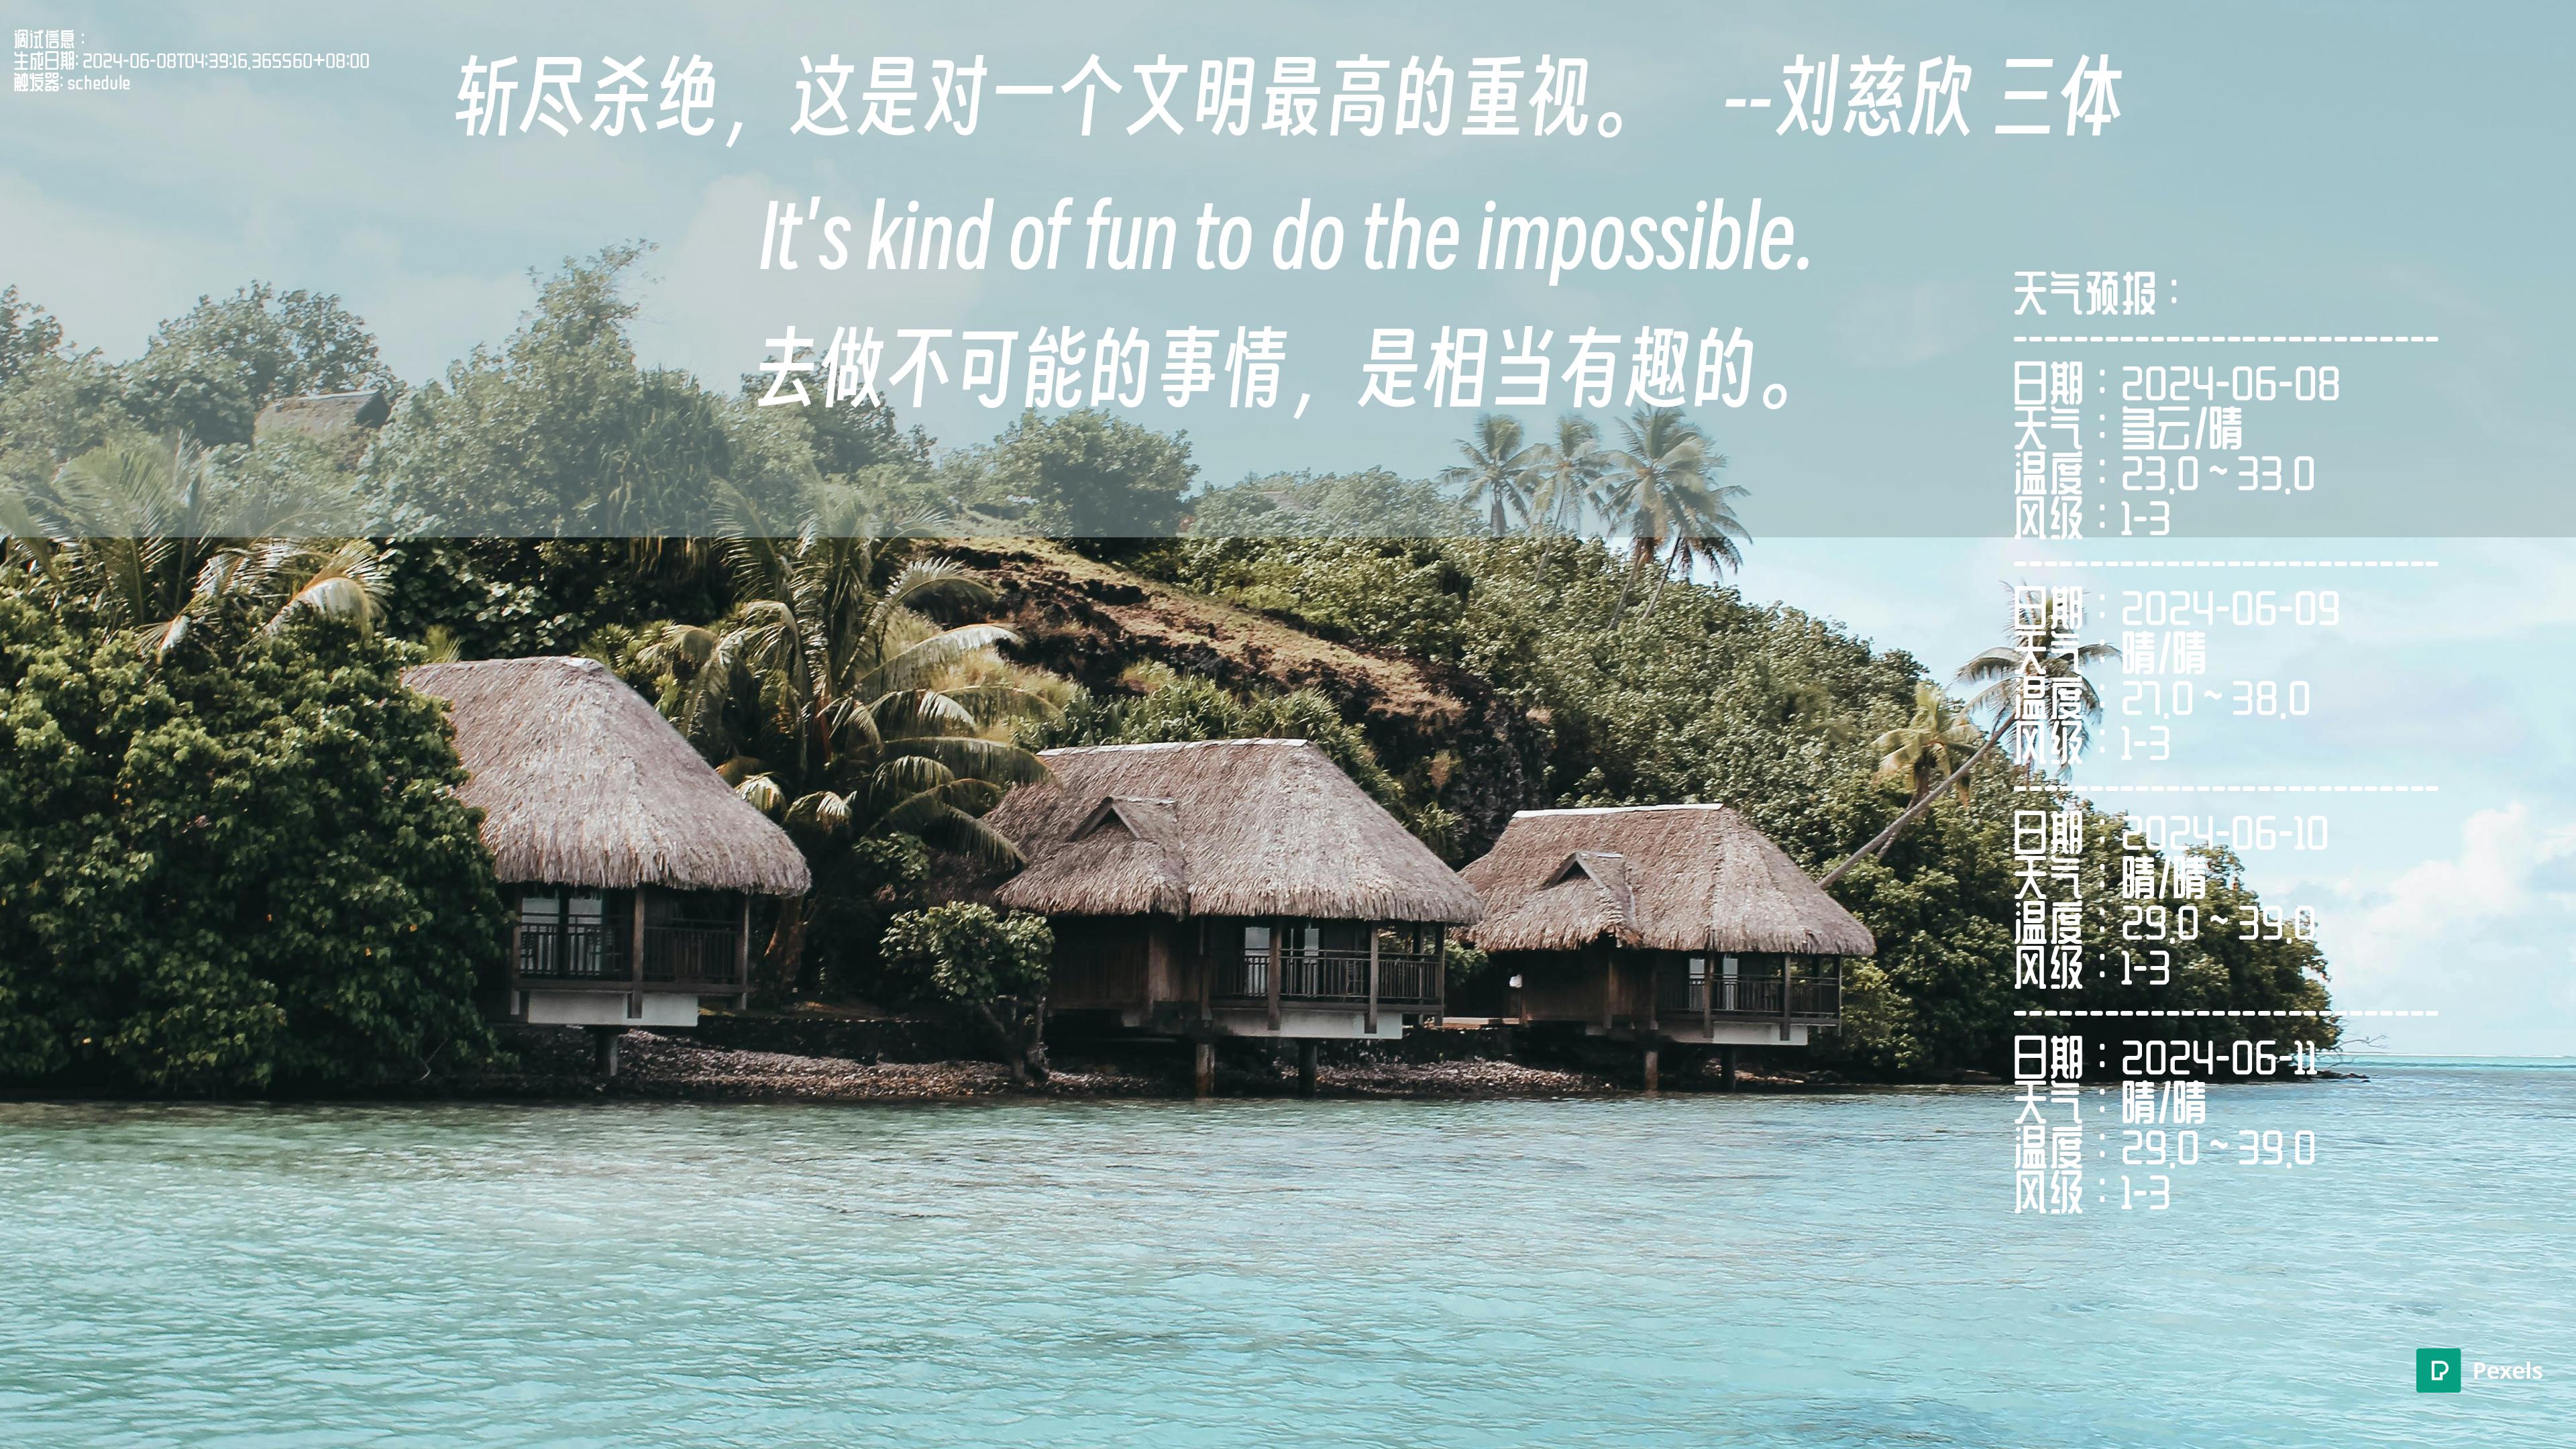 调试信息：
生成日期: 2024-06-08T04:39:16.365560+08:00
触发器: schedule
斩尽杀绝，这是对一个文明最高的重视。 --刘慈欣 三体
It's kind of fun to do the impossible.
去做不可能的事情，是相当有趣的。
天气预报：
----------------------------
日期：2024-06-08
天气：多云/晴
温度：23.0 ~ 33.0
风级：1-3
----------------------------
日期：2024-06-09
天气：晴/晴
温度：27.0 ~ 38.0
风级：1-3
----------------------------
日期：2024-06-10
天气：晴/晴
温度：29.0 ~ 39.0
风级：1-3
----------------------------
日期：2024-06-11
天气：晴/晴
温度：29.0 ~ 39.0
风级：1-3
Pexels